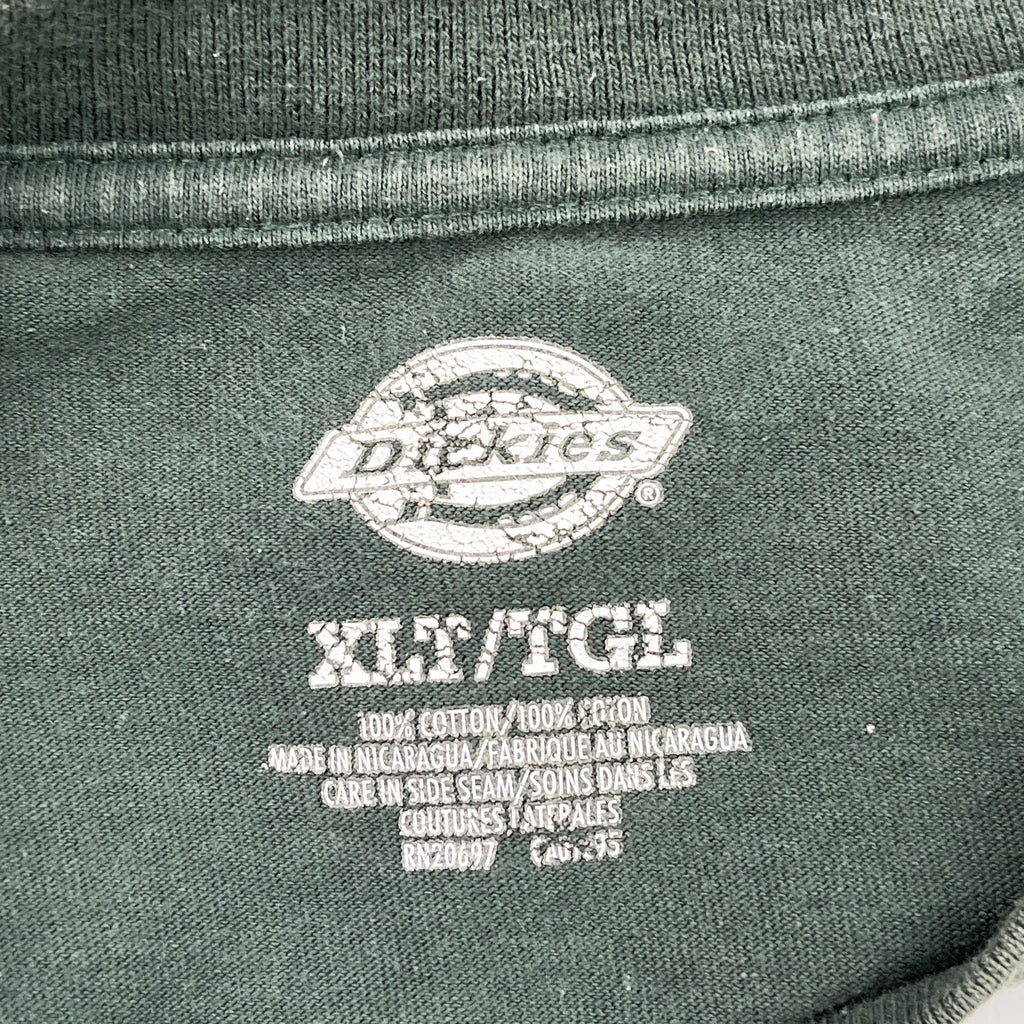 Dickies
®
XLT/TGL
100% COTTON/100% COTON
MADE IN NICARAGUA/FABRIQUE AU NICARAGUA
CARE IN SIDE SEAM/SOINS DANS LES
COUTURES LATERALES
RN20697